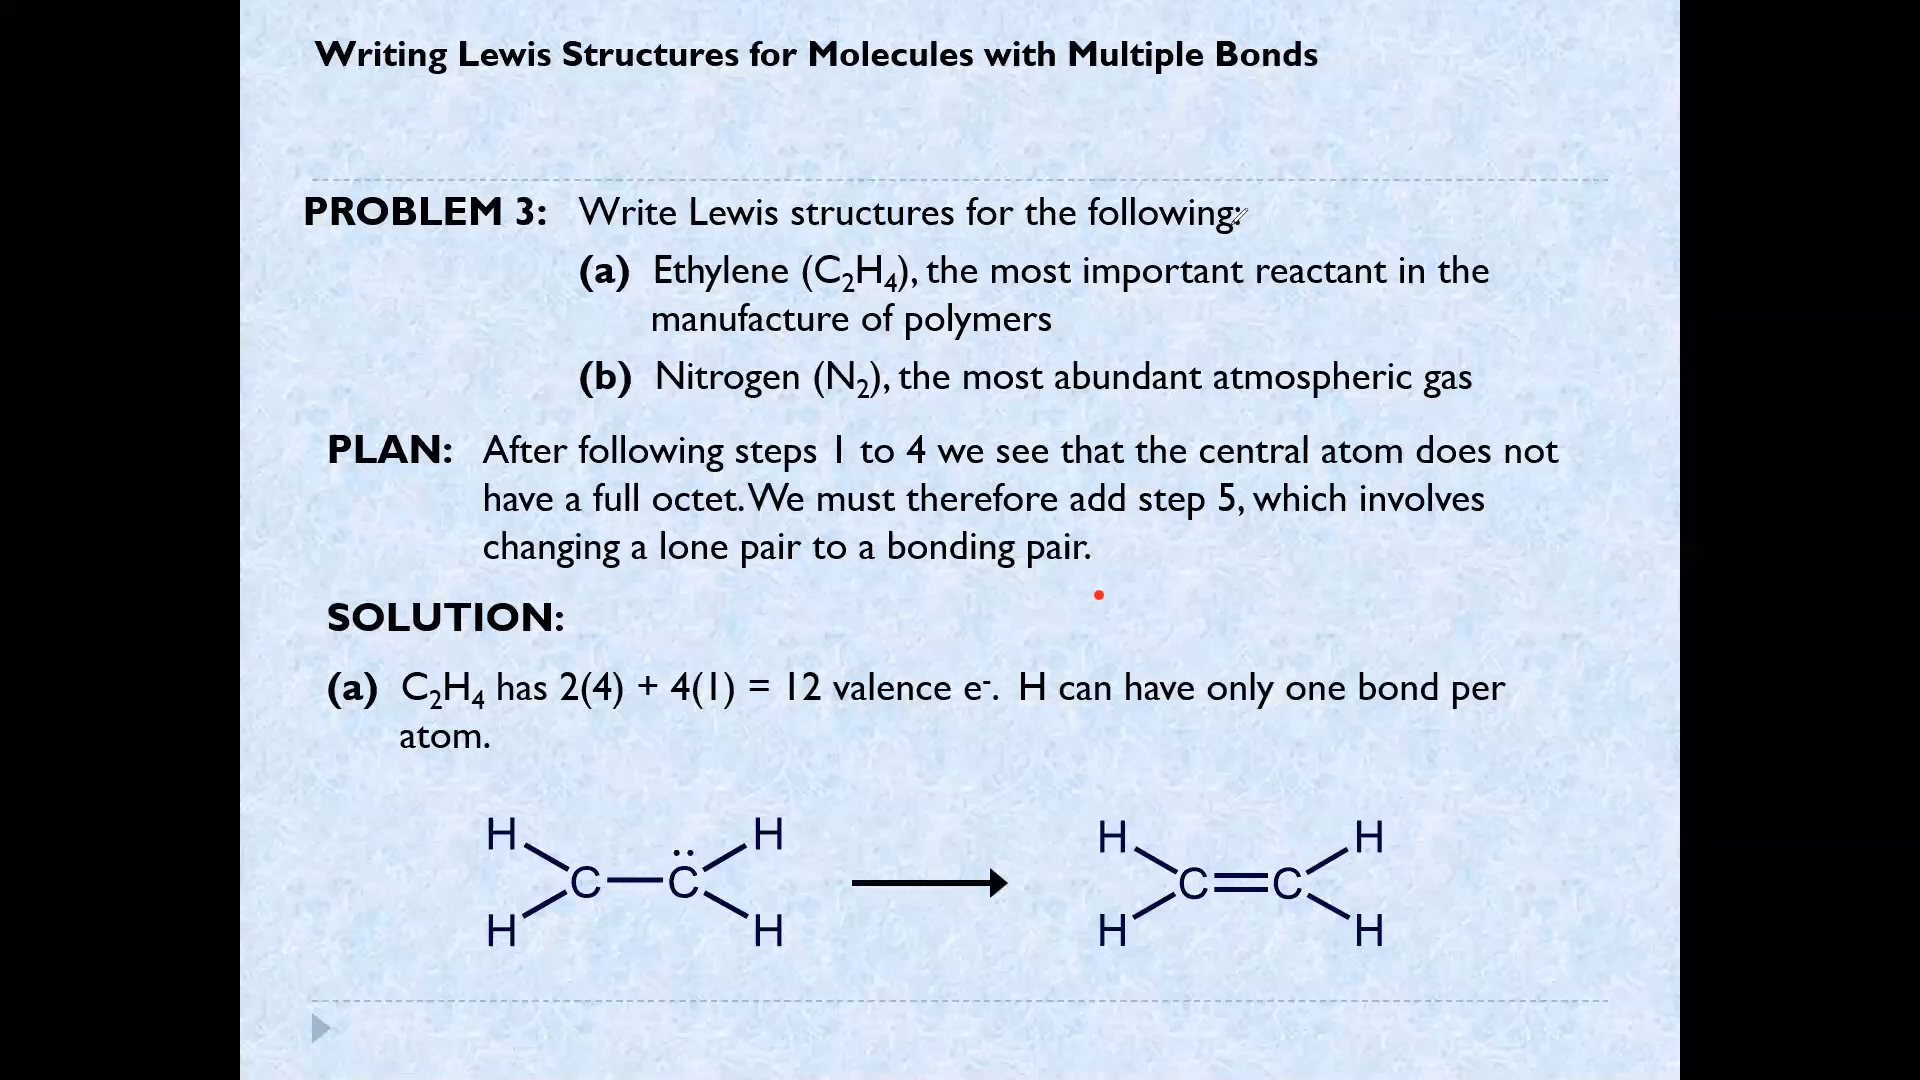 Writing Lewis Structures for Molecules with Multiple Bonds
PROBLEM 3: Write Lewis structures for the following:
(a) Ethylene (C₂H₄), the most important reactant in the
manufacture of polymers
(b) Nitrogen (N₂), the most abundant atmospheric gas
PLAN: After following steps 1 to 4 we see that the central atom does not
have a full octet. We must therefore add step 5, which involves
changing a lone pair to a bonding pair.
SOLUTION:
(a) C₂H₄ has 2(4) + 4(1) = 12 valence e⁻. H can have only one bond per
atom.
H H H H
C C C C
H H H H